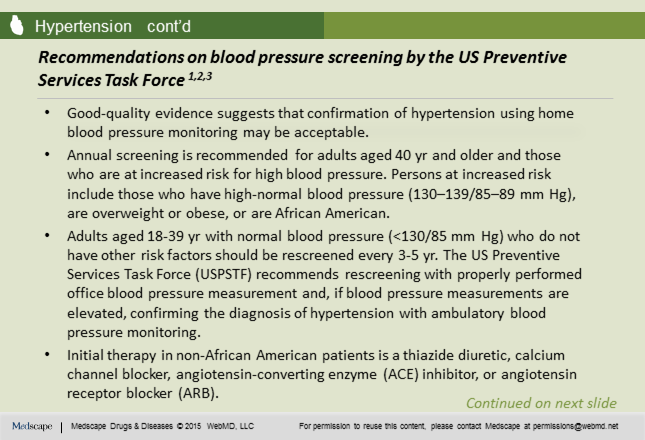 Hypertension cont’d
Recommendations on blood pressure screening by the US Preventive
Services Task Force 1,2,3
• Good-quality evidence suggests that confirmation of hypertension using home
blood pressure monitoring may be acceptable.
• Annual screening is recommended for adults aged 40 yr and older and those
who are at increased risk for high blood pressure. Persons at increased risk
include those who have high-normal blood pressure (130–139/85–89 mm Hg),
are overweight or obese, or are African American.
• Adults aged 18-39 yr with normal blood pressure (<130/85 mm Hg) who do not
have other risk factors should be rescreened every 3-5 yr. The US Preventive
Services Task Force (USPSTF) recommends rescreening with properly performed
office blood pressure measurement and, if blood pressure measurements are
elevated, confirming the diagnosis of hypertension with ambulatory blood
pressure monitoring.
• Initial therapy in non-African American patients is a thiazide diuretic, calcium
channel blocker, angiotensin-converting enzyme (ACE) inhibitor, or angiotensin
receptor blocker (ARB).
Continued on next slide
Medscape | Medscape Drugs & Diseases © 2015 WebMD, LLC For permission to reuse this content, please contact Medscape at permissions@webmd.net